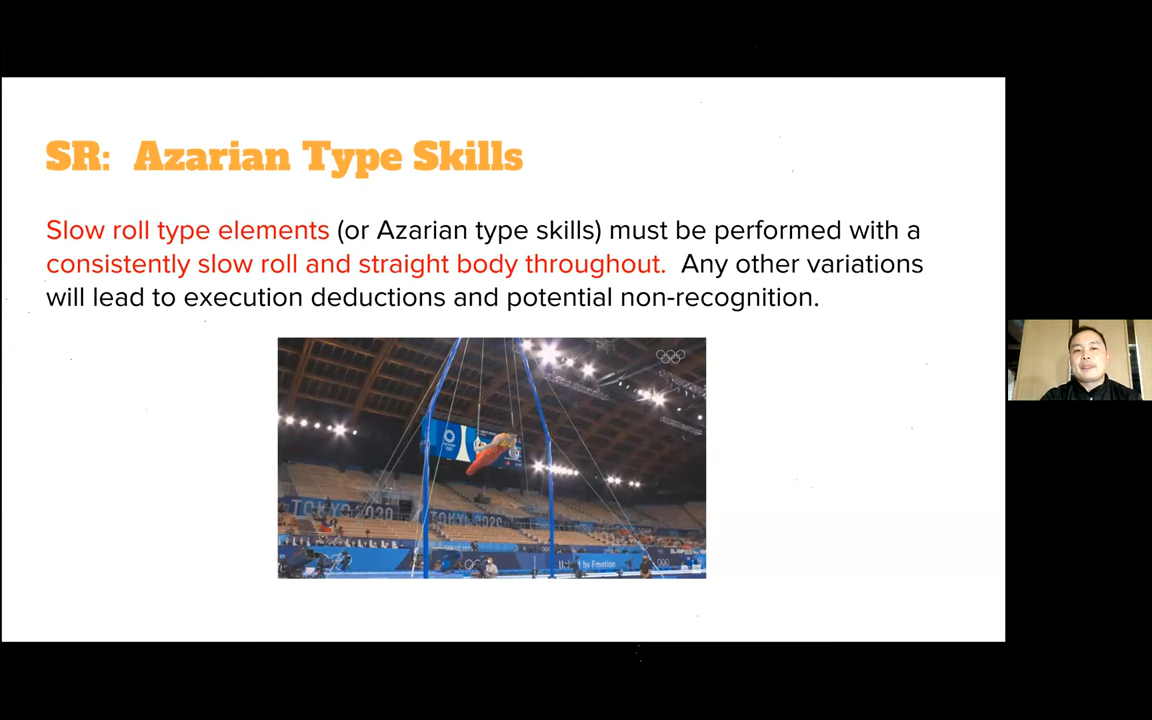 SR: Azarian Type Skills
Slow roll type elements (or Azarian type skills) must be performed with a
consistently slow roll and straight body throughout. Any other variations
will lead to execution deductions and potential non-recognition.
TOKYO 2020 TOKYO 2020
by Emotion